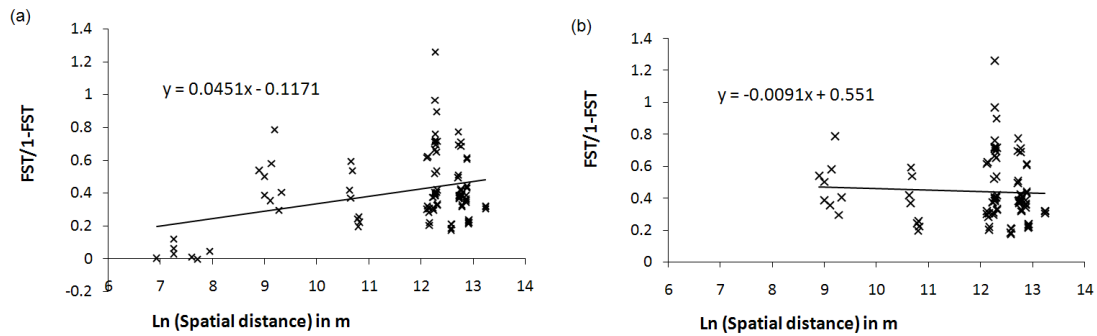 (a)
1.4
1.2
1
0.8
0.6
0.4
0.2
0
-0.2
FST/1-FST
y = 0.0451x - 0.1171
6 7 8 9 10 11 12 13 14
Ln (Spatial distance) in m
(b)
1.4
1.2
1
0.8
0.6
0.4
0.2
0
FST/1-FST
y = -0.0091x + 0.551
6 7 8 9 10 11 12 13 14
Ln (Spatial distance) in m